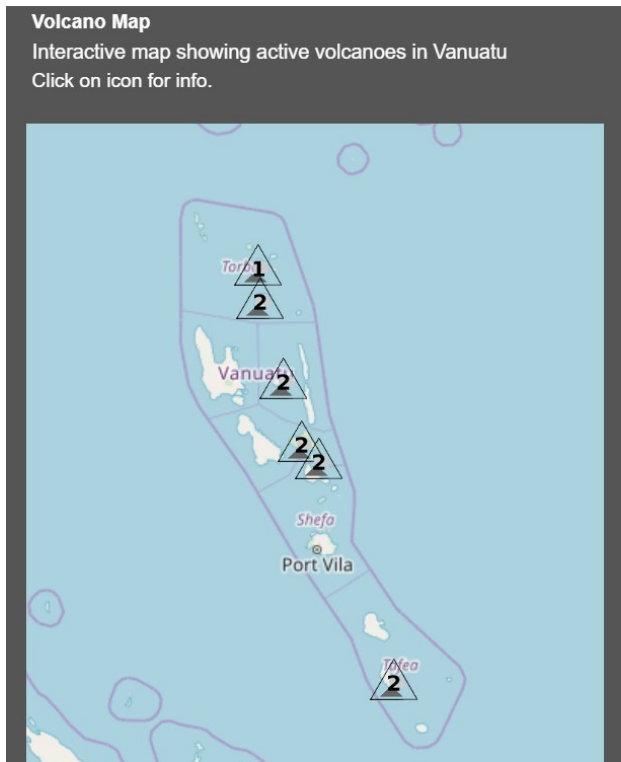 Volcano Map
Interactive map showing active volcanoes in Vanuatu
Click on icon for info.
1
2
Vanuatu
2
2
2
Shefa
Port Vila
Tafea
2